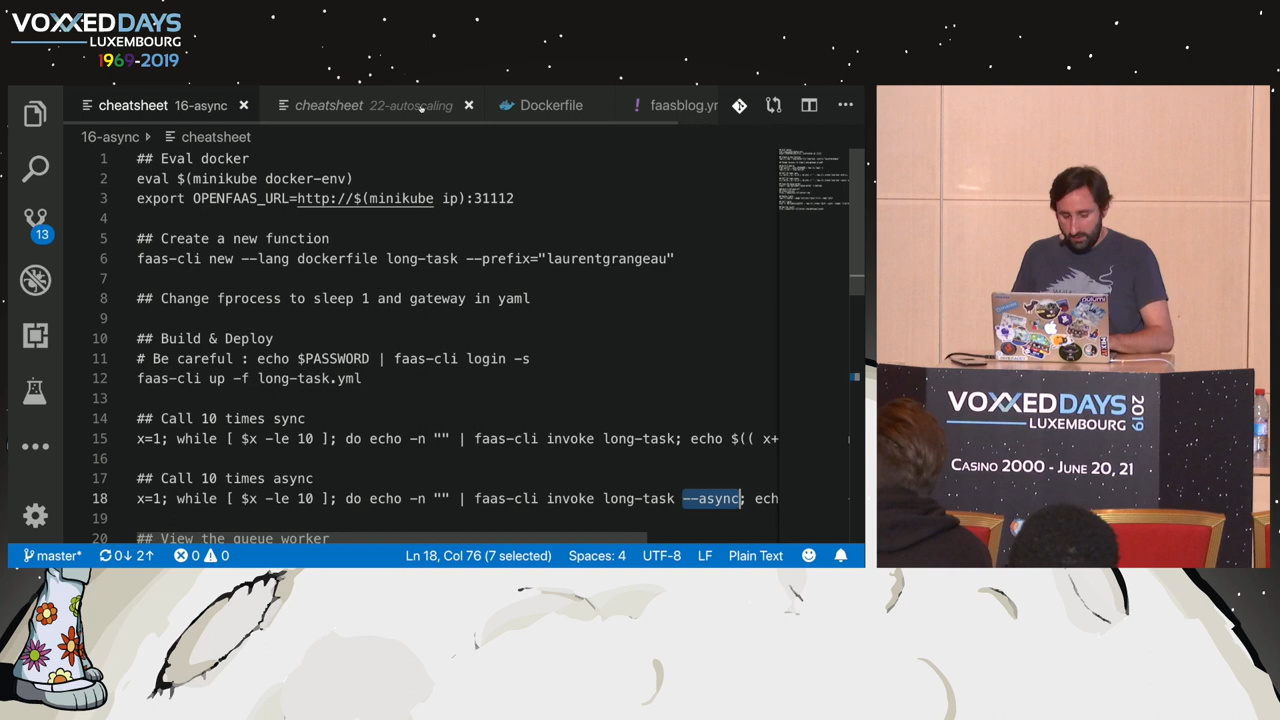 VOXXEDDAYS
LUXEMBOURG
1969-2019
cheatsheet 16-async
cheatsheet 22-autoscaling
Dockerfile
faasblog.yr
16-async
cheatsheet
1 ## Eval docker
2 eval $(minikube docker-env)
3 export OPENFAAS_URL=http://$(minikube ip):31112
4
5 ## Create a new function
6 faas-cli new --lang dockerfile long-task --prefix="laurentgrangeau"
7
8 ## Change fprocess to sleep 1 and gateway in yaml
9
10 ## Build & Deploy
11 # Be careful : echo $PASSWORD | faas-cli login -s
12 faas-cli up -f long-task.yml
13
14 ## Call 10 times sync
15 x=1; while [ $x -le 10 ]; do echo -n "" | faas-cli invoke long-task; echo $(( x+
16
17 ## Call 10 times async
18 x=1; while [ $x -le 10 ]; do echo -n "" | faas-cli invoke long-task --async; ech
19
20 ## View the queue worker
13
master* 0↓ 2↑ 0 0 Ln 18, Col 76 (7 selected) Spaces: 4 UTF-8 LF Plain Text
pulumi
VOXXEDDAYS 2019
LUXEMBOURG
CASINO 2000 - JUNE 20, 21